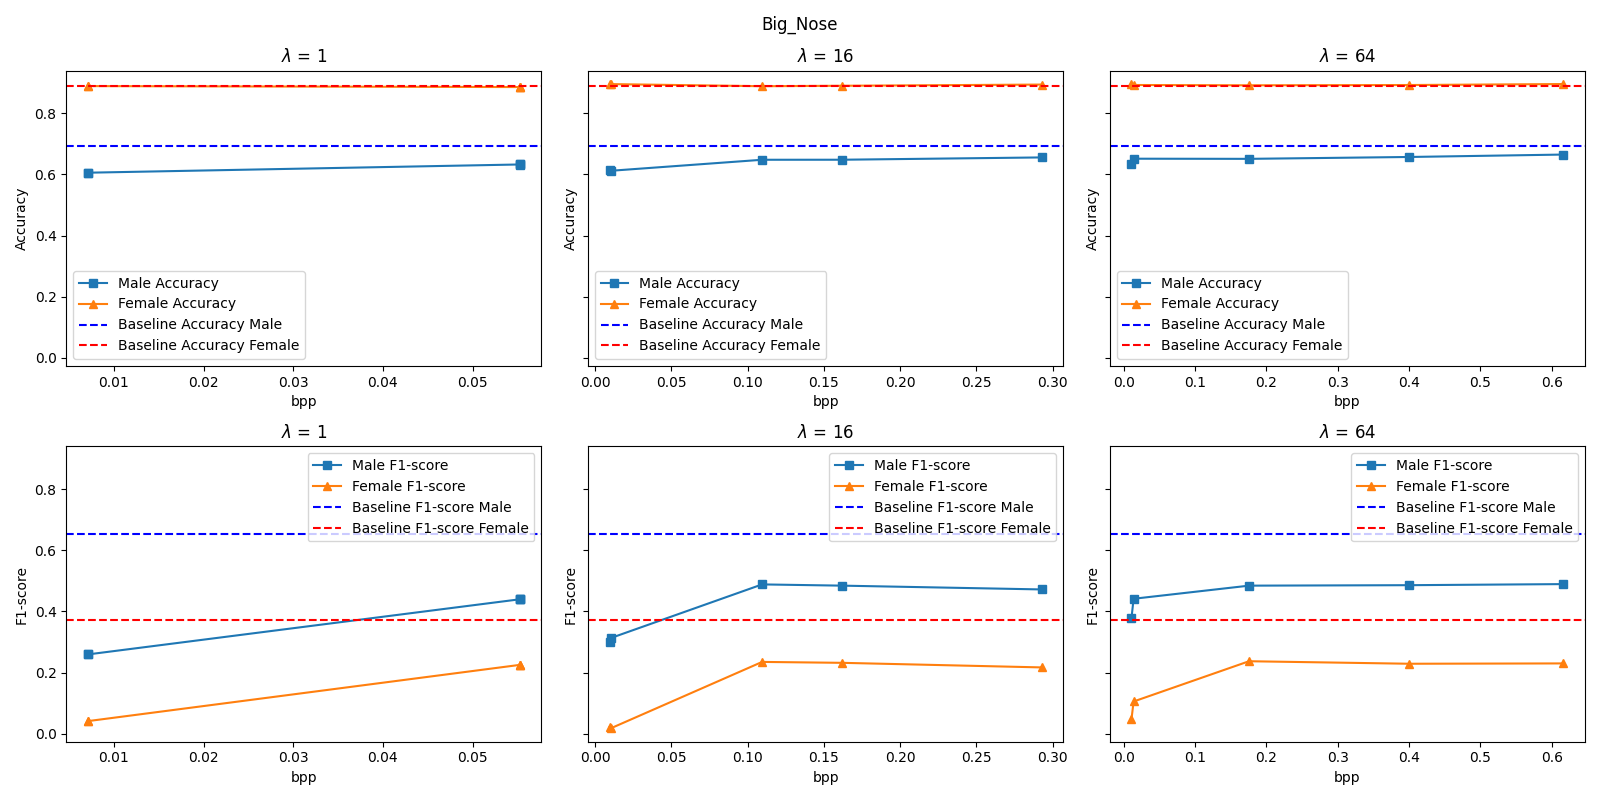 Big_Nose
λ = 1
λ = 16
λ = 64
Accuracy
0.8
0.6
0.4
0.2
0.0
Male Accuracy
Female Accuracy
Baseline Accuracy Male
Baseline Accuracy Female
0.01 0.02 0.03 0.04 0.05
bpp
Accuracy
Male Accuracy
Female Accuracy
Baseline Accuracy Male
Baseline Accuracy Female
0.00 0.05 0.10 0.15 0.20 0.25 0.30
bpp
Accuracy
Male Accuracy
Female Accuracy
Baseline Accuracy Male
Baseline Accuracy Female
0.0 0.1 0.2 0.3 0.4 0.5 0.6
bpp
λ = 1
λ = 16
λ = 64
F1-score
0.8
0.6
0.4
0.2
0.0
Male F1-score
Female F1-score
Baseline F1-score Male
Baseline F1-score Female
0.01 0.02 0.03 0.04 0.05
bpp
F1-score
Male F1-score
Female F1-score
Baseline F1-score Male
Baseline F1-score Female
0.00 0.05 0.10 0.15 0.20 0.25 0.30
bpp
F1-score
Male F1-score
Female F1-score
Baseline F1-score Male
Baseline F1-score Female
0.0 0.1 0.2 0.3 0.4 0.5 0.6
bpp